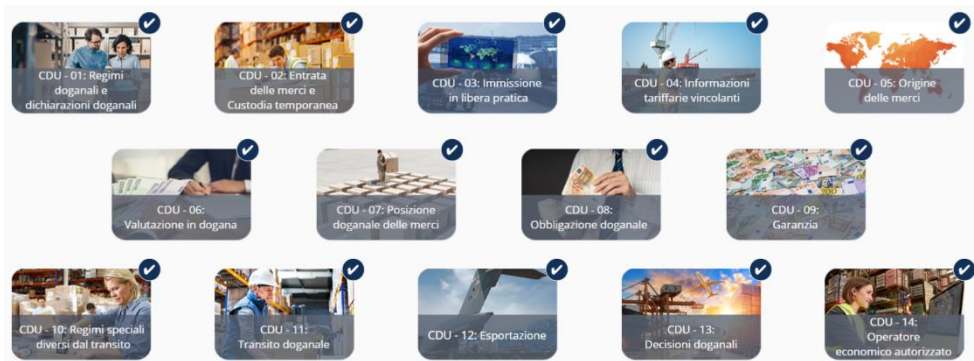 CDU - 01: Regimi
doganali e
dichiarazioni doganali
CDU - 02: Entrata
delle merci e
Custodia temporanea
CDU - 03: Immissione
in libera pratica
CDU - 04: Informazioni
tariffarie vincolanti
CDU - 05: Origine
delle merci
CDU - 06:
Valutazione in dogana
CDU - 07: Posizione
doganale delle merci
CDU - 08:
Obbligazione doganale
CDU - 09:
Garanzia
CDU - 10: Regimi speciali
diversi dal transito
CDU - 11:
Transito doganale
CDU - 12: Esportazione
CDU - 13:
Decisioni doganali
CDU - 14:
Operatore
economico autorizzato